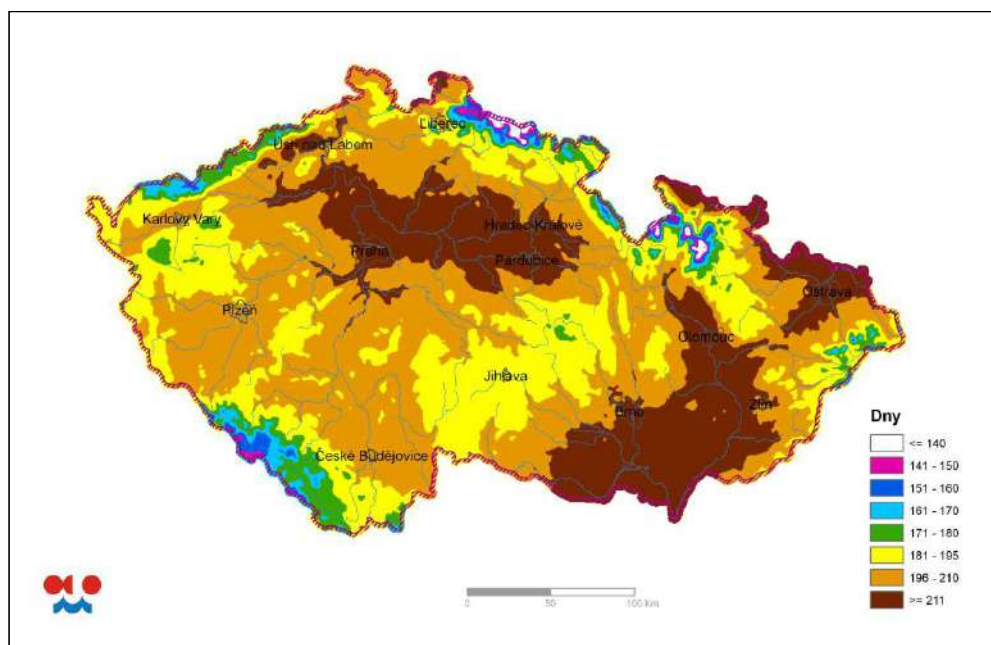 Liberec
Ústí nad Labem
Karlovy Vary
Hradec Králové
Praha
Pardubice
Ostrava
Plzeň
Olomouc
Jihlava
Zlín
Brno
České Budějovice
Dny
<= 140
141 - 150
151 - 160
161 - 170
171 - 180
181 - 195
196 - 210
>= 211
0 50 100 Km